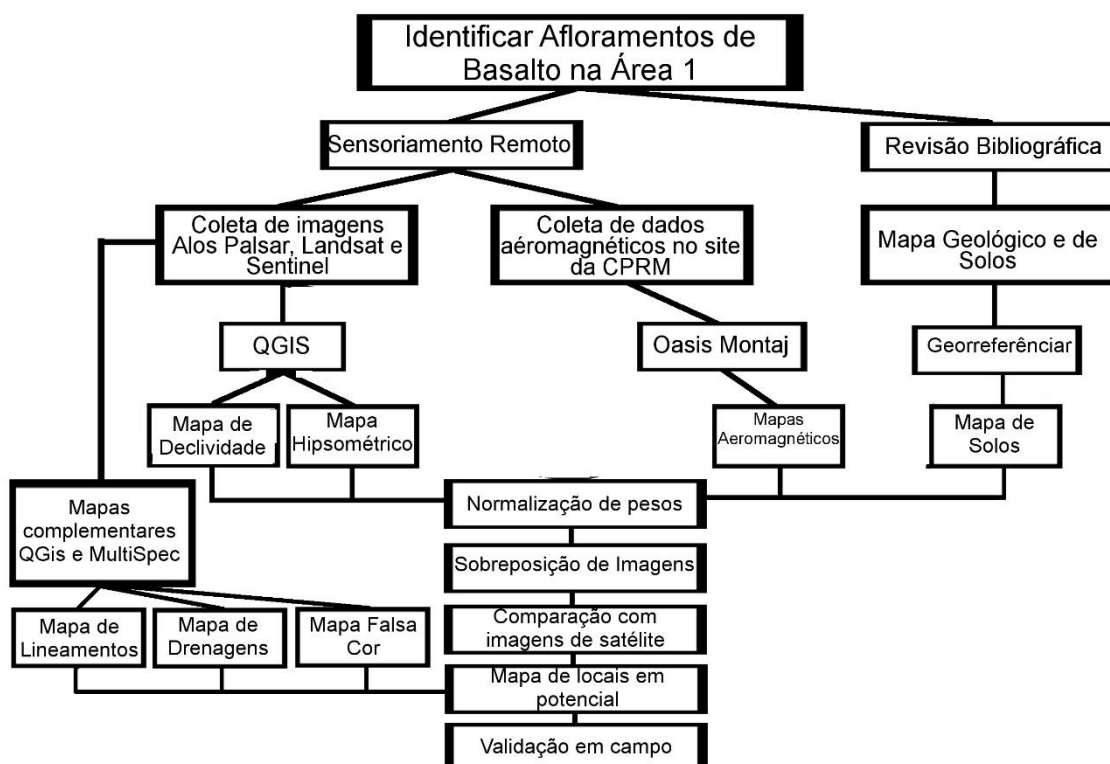 Identificar Afloramentos de
Basalto na Área 1
Sensoriamento Remoto
Revisão Bibliográfica
Coleta de imagens
Alos Palsar, Landsat e
Sentinel
Coleta de dados
aéromagnéticos no site
da CPRM
Mapa Geológico e de
Solos
QGIS
Oasis Montaj
Georreferênciar
Mapa de
Declividade
Mapa
Hipsométrico
Mapas
Aeromagnéticos
Mapa de
Solos
Mapas
complementares
QGis e MultiSpec
Normalização de pesos
Sobreposição de Imagens
Mapa de
Lineamentos
Mapa de
Drenagens
Mapa Falsa
Cor
Comparação com
imagens de satélite
Mapa de locais em
potencial
Validação em campo